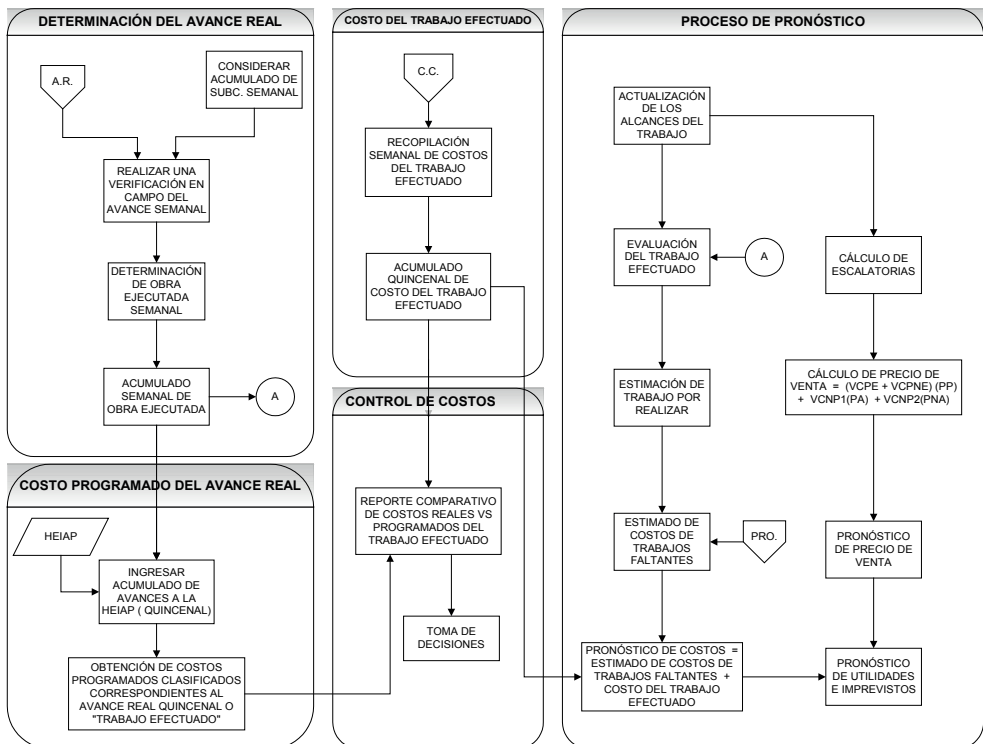 DETERMINACIÓN DEL AVANCE REAL
A.R.
CONSIDERAR
ACUMULADO DE
SUBC. SEMANAL
REALIZAR UNA
VERIFICACIÓN EN
CAMPO DEL
AVANCE SEMANAL
DETERMINACIÓN
DE OBRA
EJECUTADA
SEMANAL
ACUMULADO
SEMANAL DE
OBRA EJECUTADA
A
COSTO PROGRAMADO DEL AVANCE REAL
HEIAP
INGRESAR
ACUMULADO DE
AVANCES A LA
HEIAP ( QUINCENAL)
OBTENCIÓN DE COSTOS
PROGRAMADOS CLASIFICADOS
CORRESPONDIENTES AL
AVANCE REAL QUINCENAL O
"TRABAJO EFECTUADO"
COSTO DEL TRABAJO EFECTUADO
C.C.
RECOPILACIÓN
SEMANAL DE COSTOS
DEL TRABAJO
EFECTUADO
ACUMULADO
QUINCENAL DE
COSTO DEL TRABAJO
EFECTUADO
CONTROL DE COSTOS
REPORTE COMPARATIVO
DE COSTOS REALES VS
PROGRAMADOS DEL
TRABAJO EFECTUADO
TOMA DE
DECISIONES
PROCESO DE PRONÓSTICO
ACTUALIZACIÓN
DE LOS
ALCANCES DEL
TRABAJO
EVALUACIÓN
DEL TRABAJO
EFECTUADO
A
CÁLCULO DE
ESCALATORIAS
ESTIMACIÓN DE
TRABAJO POR
REALIZAR
CÁLCULO DE PRECIO DE
VENTA = (VCPE + VCPNE) (PP)
+ VCNP1(PA) + VCNP2(PNA)
ESTIMADO DE
COSTOS DE
TRABAJOS
FALTANTES
PRO.
PRONÓSTICO
DE PRECIO DE
VENTA
PRONÓSTICO DE COSTOS =
ESTIMADO DE COSTOS DE
TRABAJOS FALTANTES +
COSTO DEL TRABAJO
EFECTUADO
PRONÓSTICO
DE UTILIDADES
E IMPREVISTOS